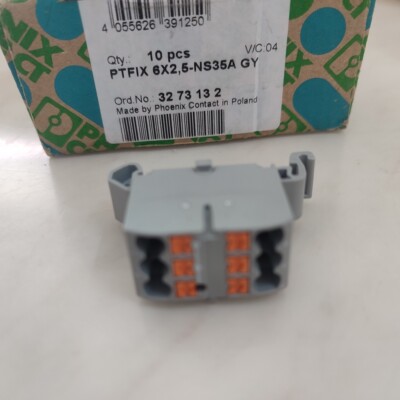 4 055626 391250
Qty.: 10 pcs V/C.04
PTFIX 6X2,5-NS35A GY
Ord.No. 32 73 13 2
Made by Phoenix Contact in Poland